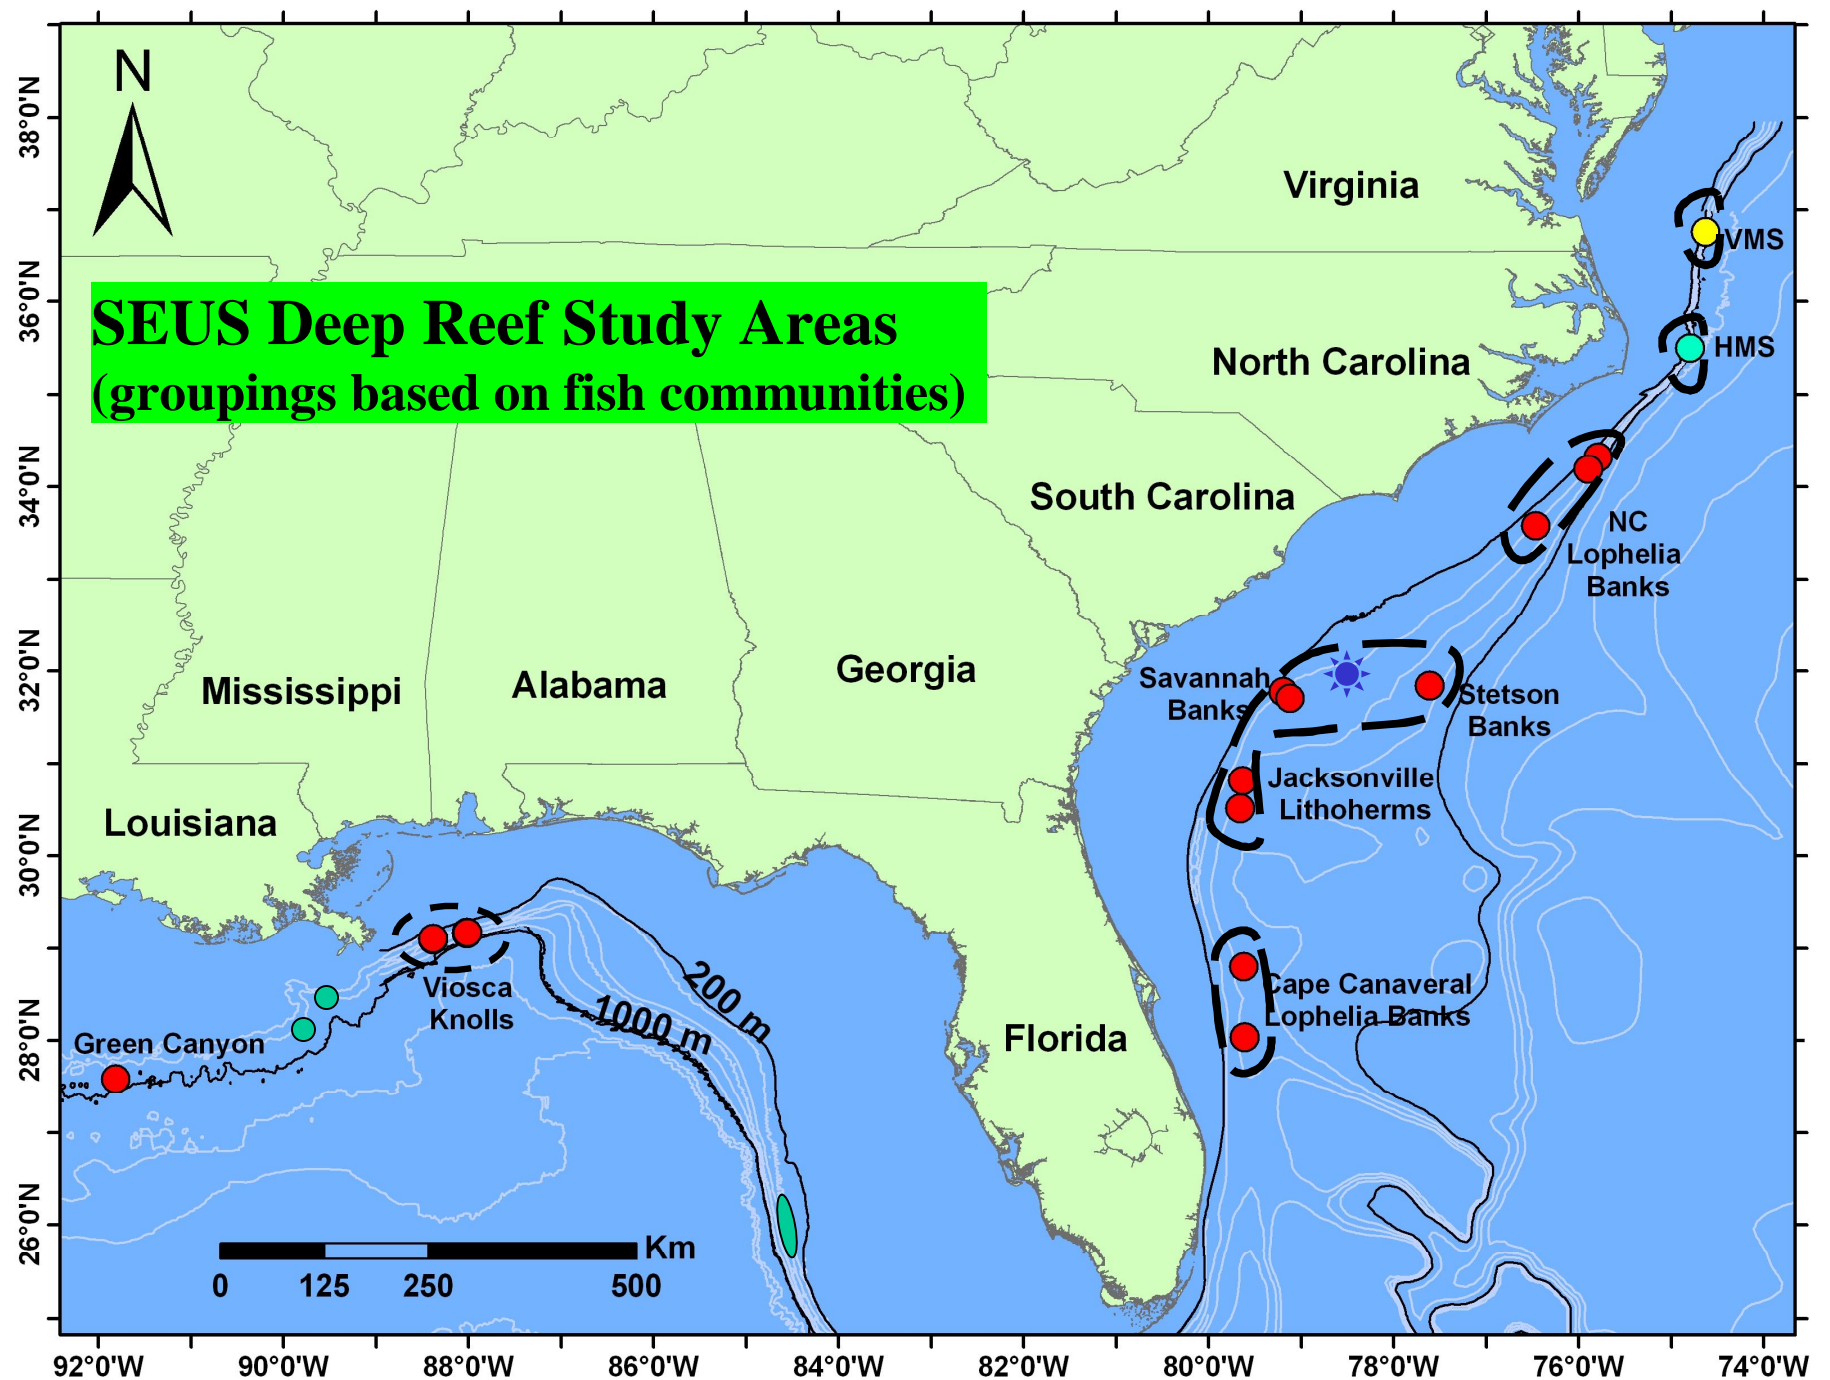 N
38°0'N
36°0'N
34°0'N
32°0'N
30°0'N
28°0'N
26°0'N
SEUS Deep Reef Study Areas
(groupings based on fish communities)
Virginia
VMS
HMS
North Carolina
South Carolina
NC
Lophelia
Banks
Georgia
Alabama
Mississippi
Louisiana
Savannah
Banks
Stetson
Banks
Jacksonville
Lithoherms
Cape Canaveral
Lophelia Banks
Florida
Viosca
Knolls
Green Canyon
200 m
1000 m
Km
0 125 250 500
92°0'W 90°0'W 88°0'W 86°0'W 84°0'W 82°0'W 80°0'W 78°0'W 76°0'W 74°0'W